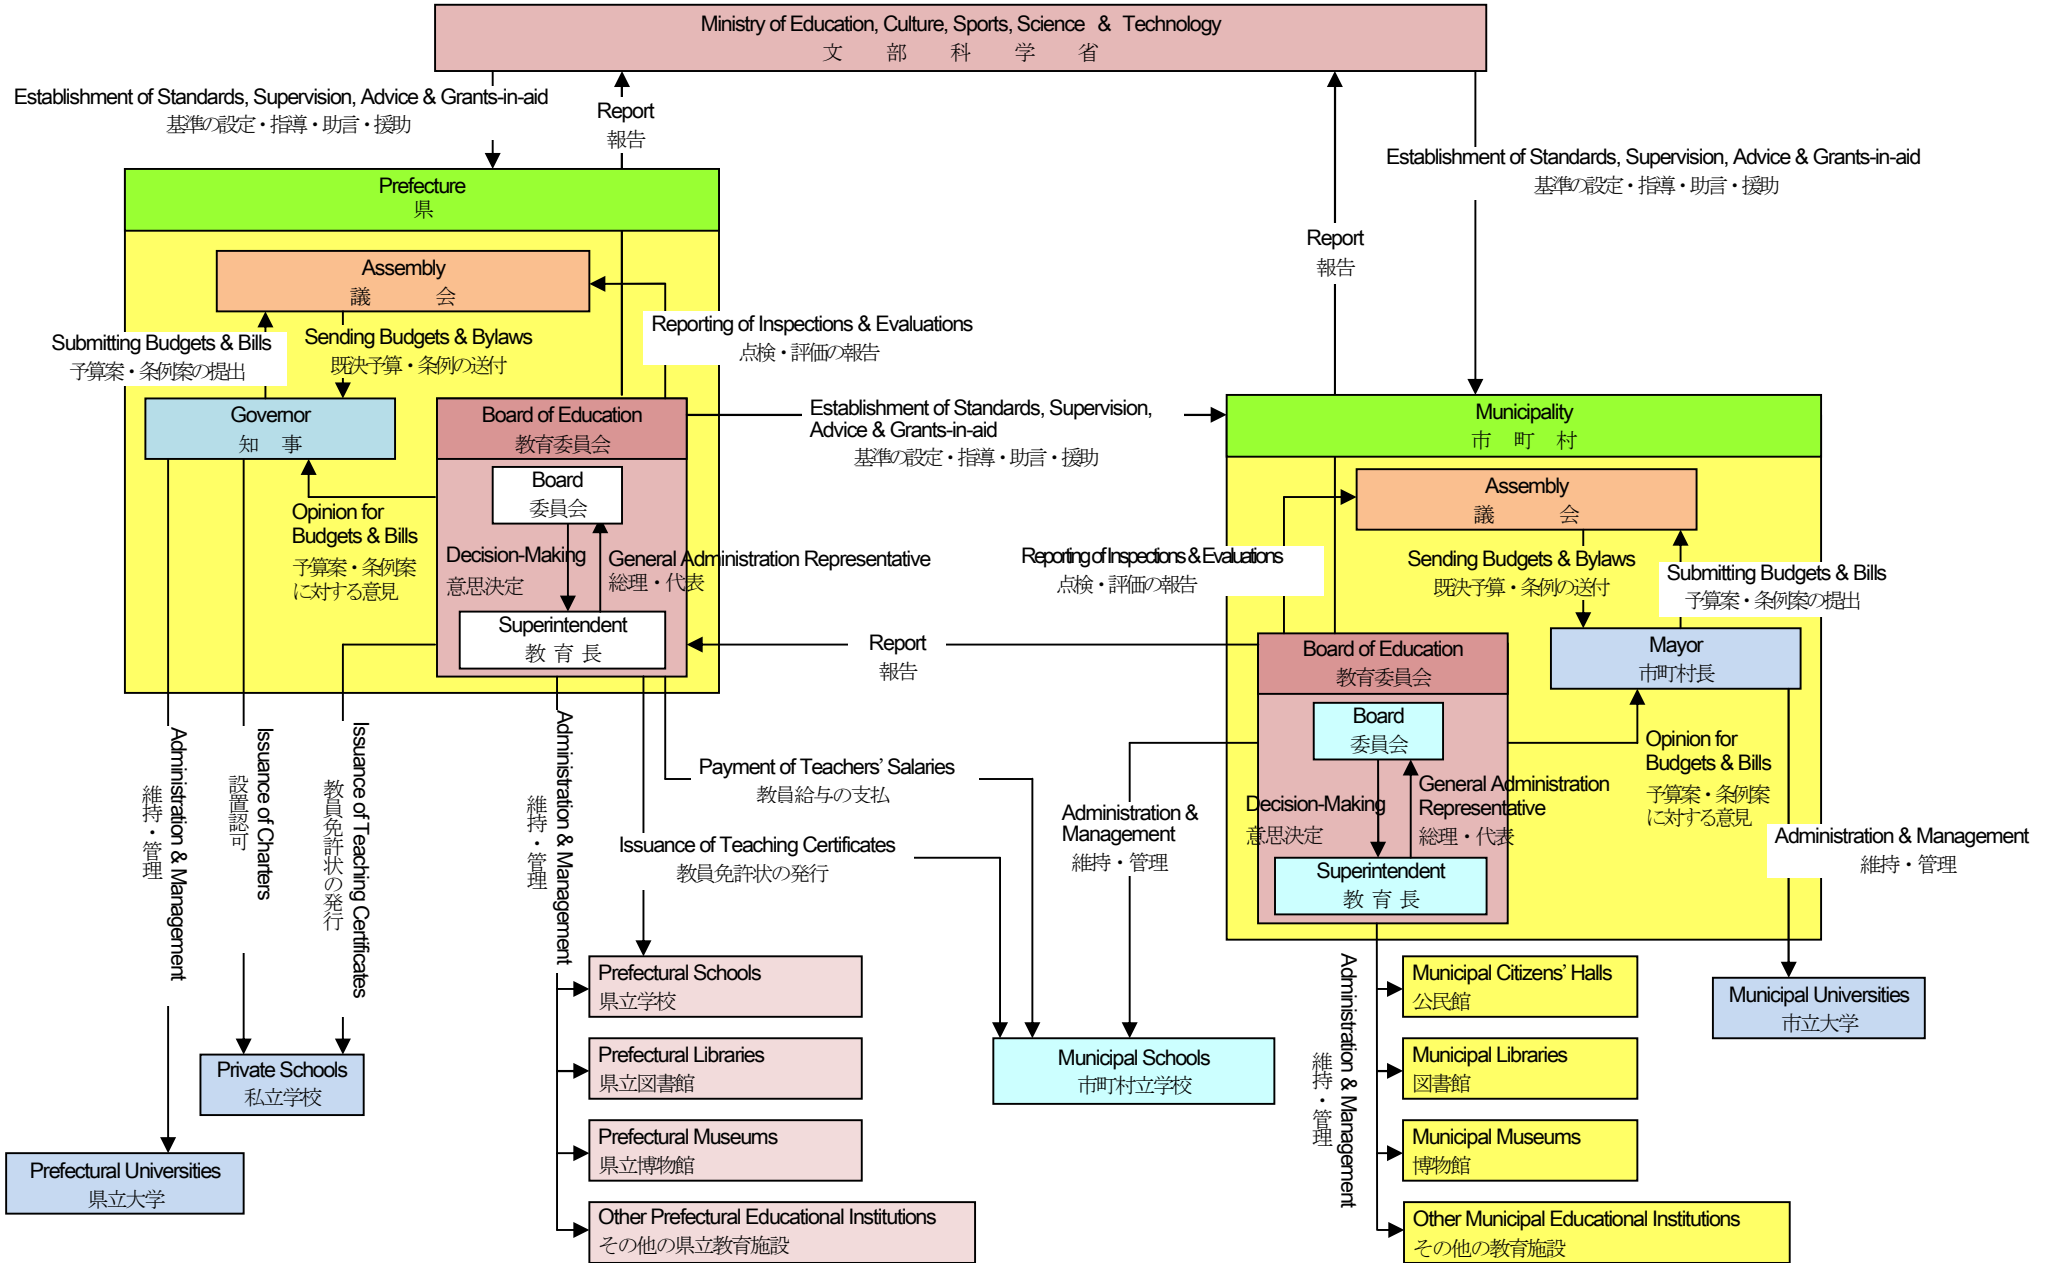 Ministry of Education, Culture, Sports, Science & Technology
文 部 科 学 省
Establishment of Standards, Supervision, Advice & Grants-in-aid
基準の設定・指導・助言・援助
Report
報告
Establishment of Standards, Supervision, Advice & Grants-in-aid
基準の設定・指導・助言・援助
Report
報告
Prefecture
県
Assembly
議 会
Submitting Budgets & Bills
予算案・条例案の提出
Sending Budgets & Bylaws
既決予算・条例の送付
Reporting of Inspections & Evaluations
点検・評価の報告
Governor
知 事
Board of Education
教育委員会
Board
委員会
Opinion for
Budgets & Bills
予算案・条例案
に対する意見
Decision-Making
意思決定
General Administration Representative
総理・代表
Superintendent
教 育 長
Establishment of Standards, Supervision,
Advice & Grants-in-aid
基準の設定・指導・助言・援助
Report
報告
Municipality
市 町 村
Assembly
議 会
Reporting of Inspections & Evaluations
点検・評価の報告
Sending Budgets & Bylaws
既決予算・条例の送付
Submitting Budgets & Bills
予算案・条例案の提出
Board of Education
教育委員会
Mayor
市町村長
Board
委員会
Decision-Making
意思決定
General Administration
Representative
総理・代表
Superintendent
教 育 長
Opinion for
Budgets & Bills
予算案・条例案
に対する意見
Administration & Management
維持・管理
Administration & Management
維持・管理
Issuance of Charters
設置認可
Issuance of Teaching Certificates
教員免許状の発行
Administration & Management
維持・管理
Payment of Teachers' Salaries
教員給与の支払
Issuance of Teaching Certificates
教員免許状の発行
Administration &
Management
維持・管理
Administration & Management
維持・管理
Prefectural Schools
県立学校
Prefectural Libraries
県立図書館
Prefectural Museums
県立博物館
Other Prefectural Educational Institutions
その他の県立教育施設
Private Schools
私立学校
Prefectural Universities
県立大学
Municipal Schools
市町村立学校
Municipal Citizens' Halls
公民館
Municipal Libraries
図書館
Municipal Museums
博物館
Other Municipal Educational Institutions
その他の教育施設
Municipal Universities
市立大学